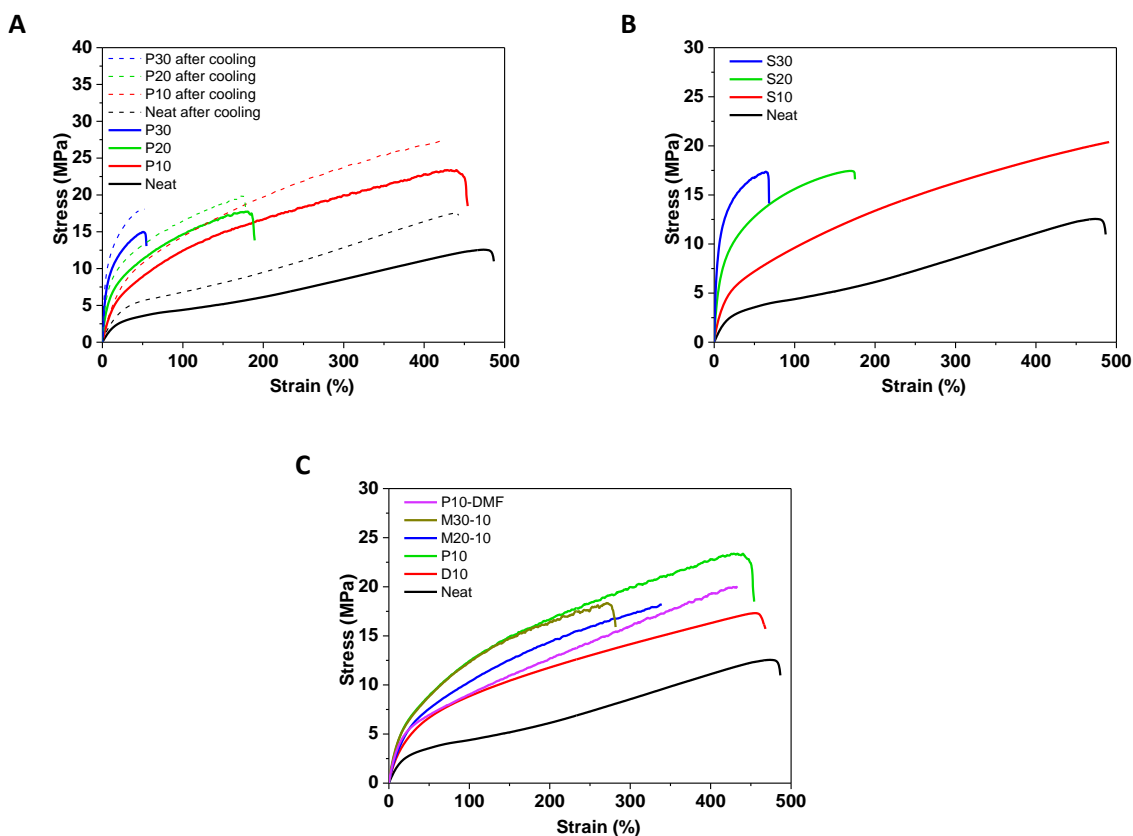 A
Stress (MPa)
40
35
30
25
20
15
10
5
0
P30 after cooling
P20 after cooling
P10 after cooling
Neat after cooling
P30
P20
P10
Neat
0 100 200 300 400 500
Strain (%)
B
Stress (MPa)
30
25
20
15
10
5
0
S30
S20
S10
Neat
0 100 200 300 400 500
Strain (%)
C
Stress (MPa)
30
25
20
15
10
5
0
P10-DMF
M30-10
M20-10
P10
D10
Neat
0 100 200 300 400 500
Strain (%)